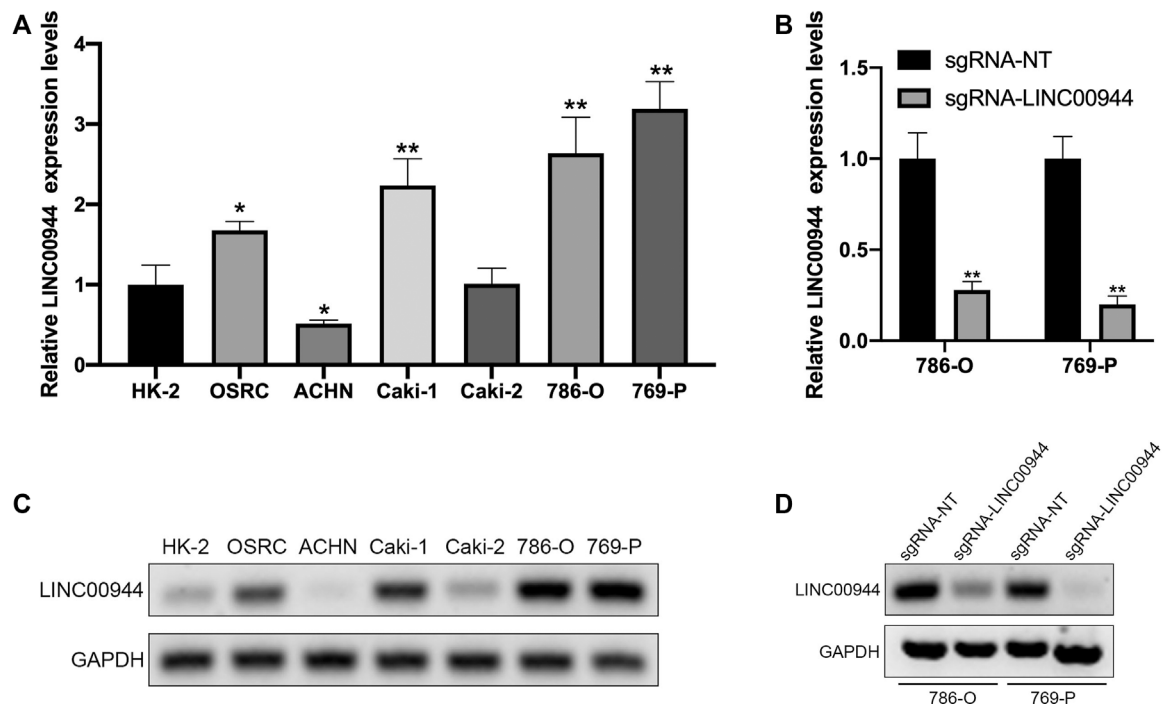 A
Relative LINC00944 expression levels
4
3
2
1
0
*
*
**
**
**
HK-2 OSRC ACHN Caki-1 Caki-2 786-O 769-P
B
Relative LINC00944 expression levels
sgRNA-NT
sgRNA-LINC00944
1.5
1.0
0.5
0.0
**
**
786-O 769-P
C
HK-2 OSRC ACHN Caki-1 Caki-2 786-O 769-P
LINC00944
GAPDH
D
sgRNA-NT
sgRNA-LINC00944
sgRNA-NT
sgRNA-LINC00944
LINC00944
GAPDH
786-O 769-P